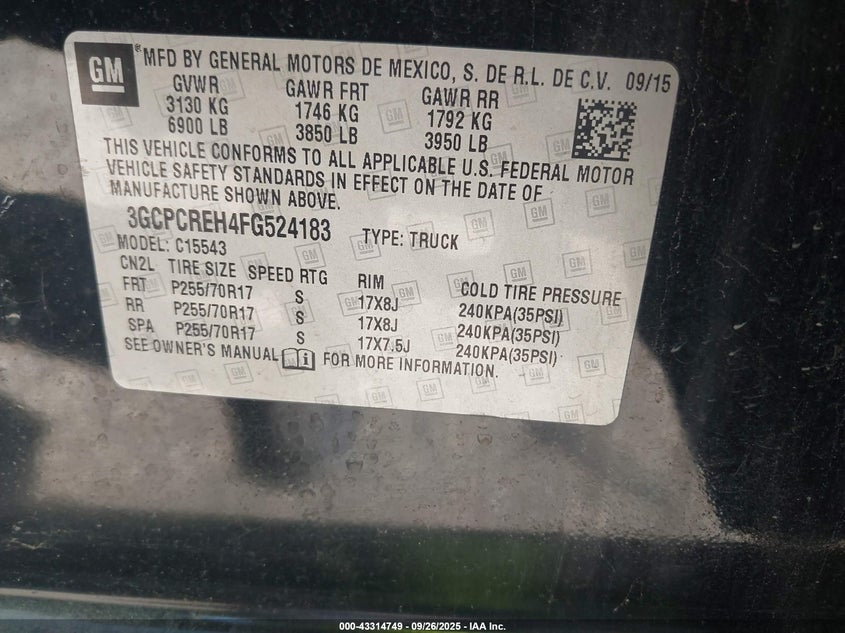 GM
® MFD BY GENERAL MOTORS DE MEXICO, S. DE R.L. DE C.V. 09/15
GVWR GAWR FRT GAWR RR
3130 KG 1746 KG 1792 KG
6900 LB 3850 LB 3950 LB
THIS VEHICLE CONFORMS TO ALL APPLICABLE U.S. FEDERAL MOTOR
VEHICLE SAFETY STANDARDS IN EFFECT ON THE DATE OF
MANUFACTURE SHOWN ABOVE.
3GCPCREH4FG524183 TYPE: TRUCK
MODEL: C15543
CN2L TIRE SIZE SPEED RTG RIM COLD TIRE PRESSURE
FRT P255/70R17 S 17X8J 240KPA(35PSI)
RR P255/70R17 S 17X8J 240KPA(35PSI)
SPA P255/70R17 S 17X7.5J 240KPA(35PSI)
SEE OWNER'S MANUAL FOR MORE INFORMATION.
000-43314749 — 09/26/2025 — IAA Inc.